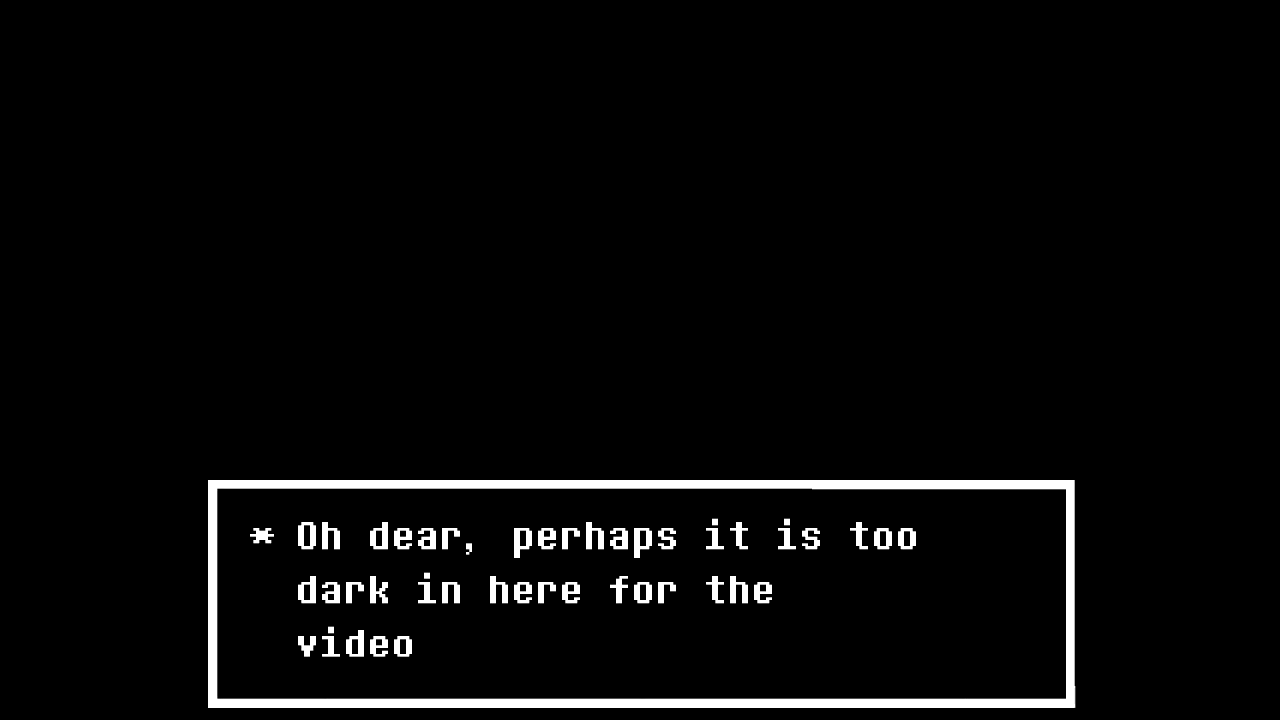 * Oh dear, perhaps it is too
dark in here for the
video